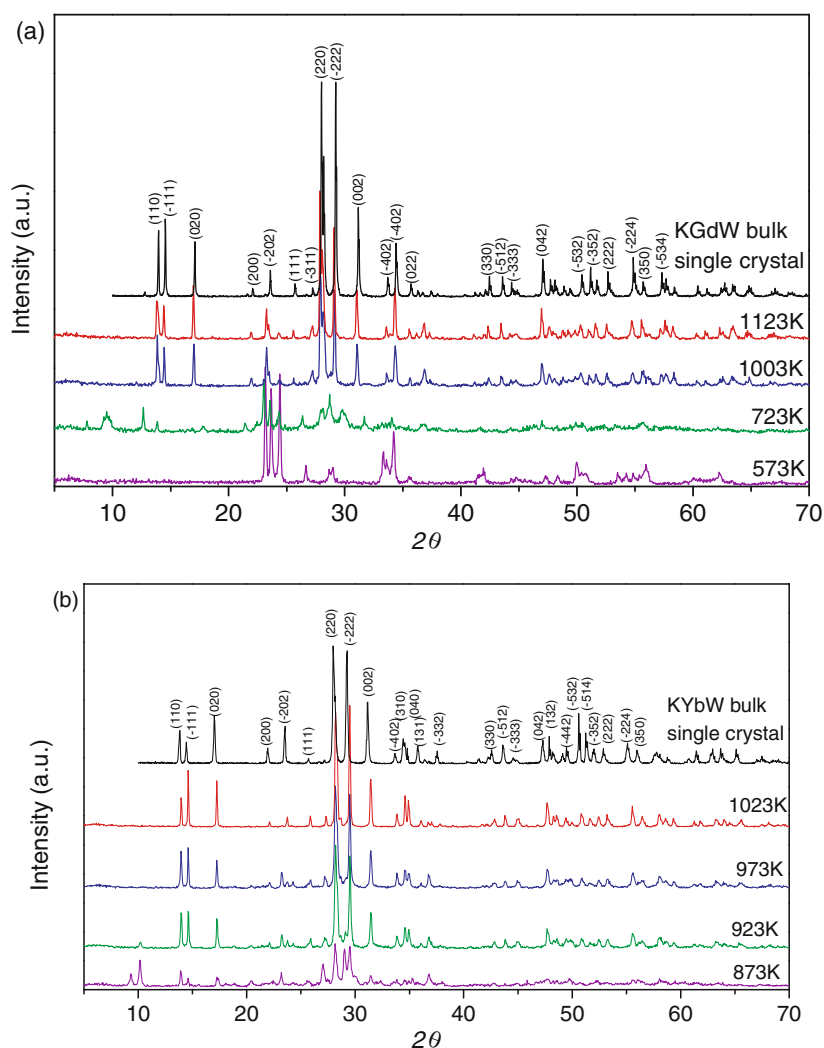 (a)
Intensity (a.u.)
(110)
(-111)
(020)
(200)
(-202)
(111)
(-311)
(220)
(-222)
(002)
(-402)
(-402)
(022)
(330)
(-512)
(-333)
(042)
(-532)
(-352)
(222)
(-224)
(350)
(-534)
KGdW bulk
single crystal
1123K
1003K
723K
573K
10 20 30 40 50 60 70
2θ
(b)
Intensity (a.u.)
(110)
(-111)
(020)
(200)
(-202)
(111)
(220)
(-222)
(002)
(-402)
(310)
(040)
(131)
(-332)
(330)
(-512)
(-333)
(042)
(132)
(-442)
(-532)
(-514)
(-352)
(222)
(-224)
(350)
KYbW bulk
single crystal
1023K
973K
923K
873K
10 20 30 40 50 60 70
2θ